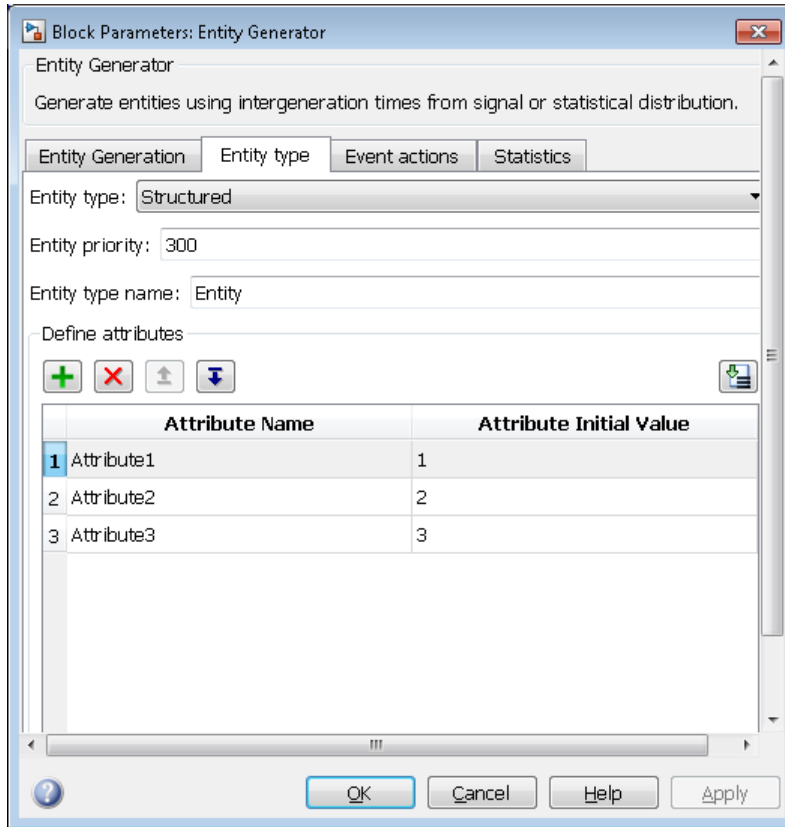 Block Parameters: Entity Generator
Entity Generator
Generate entities using intergeneration times from signal or statistical distribution.
Entity Generation Entity type Event actions Statistics
Entity type: Structured
Entity priority: 300
Entity type name: Entity
Define attributes
Attribute Name Attribute Initial Value
1 Attribute1 1
2 Attribute2 2
3 Attribute3 3
OK Cancel Help Apply